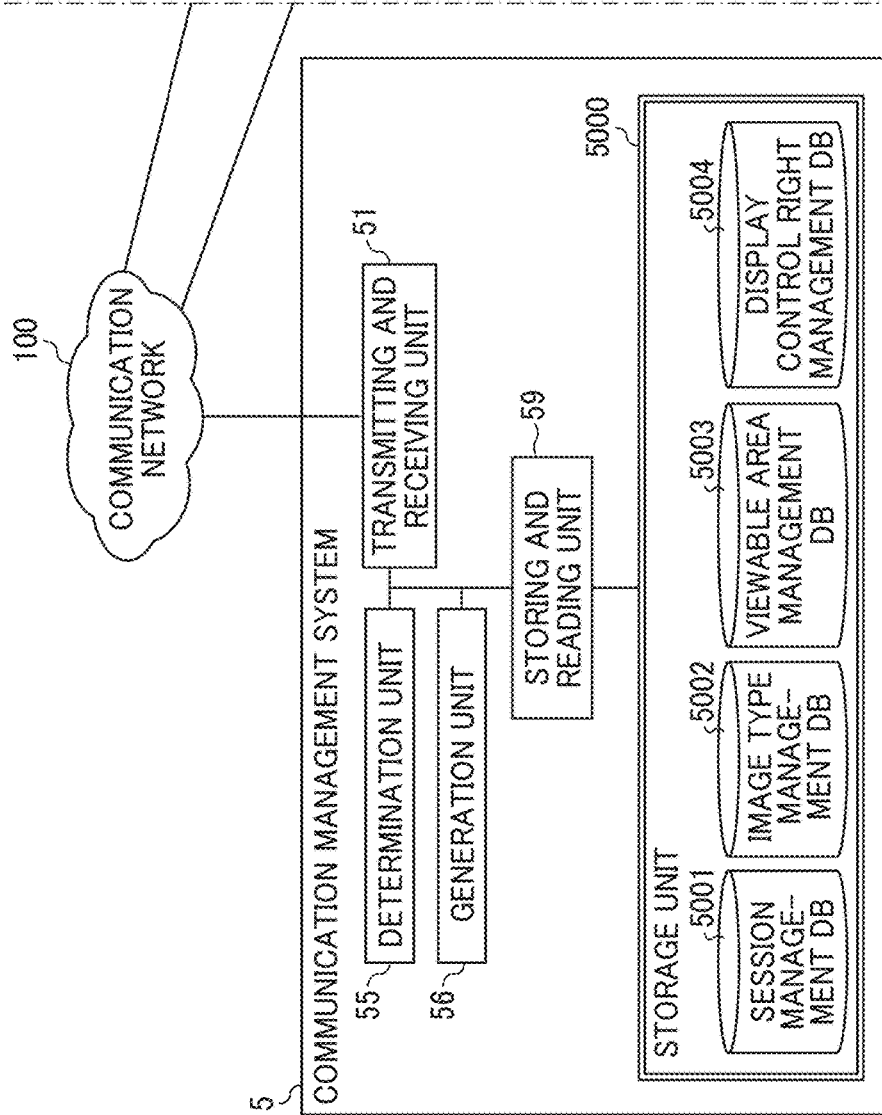 100
COMMUNICATION
NETWORK
5
COMMUNICATION MANAGEMENT SYSTEM
51
TRANSMITTING AND
RECEIVING UNIT
55
DETERMINATION UNIT
56
GENERATION UNIT
59
STORING AND
READING UNIT
5000
STORAGE UNIT
5001
SESSION
MANAGE-
MENT DB
5002
IMAGE TYPE
MANAGE-
MENT DB
5003
VIEWABLE AREA
MANAGEMENT
DB
5004
DISPLAY
CONTROL RIGHT
MANAGEMENT DB